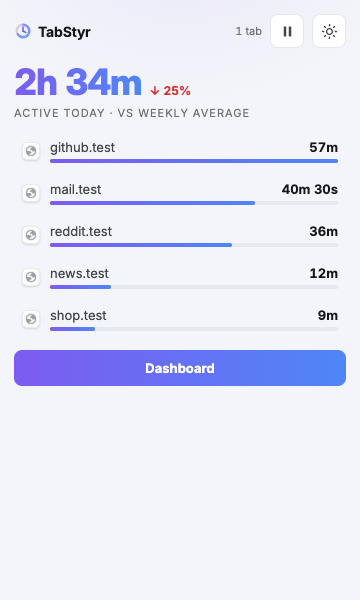 TabStyr
1 tab
2h 34m ↓ 25%
ACTIVE TODAY · VS WEEKLY AVERAGE
github.test 57m
mail.test 40m 30s
reddit.test 36m
news.test 12m
shop.test 9m
Dashboard